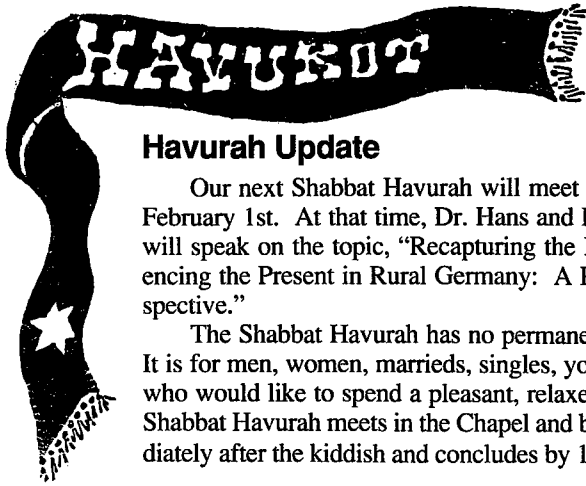 HAVUROT
Havurah Update
Our next Shabbat Havurah will meet
February 1st. At that time, Dr. Hans and
will speak on the topic, “Recapturing the
encing the Present in Rural Germany: A
spective.”
The Shabbat Havurah has no permane
It is for men, women, marrieds, singles, yo
who would like to spend a pleasant, relaxe
Shabbat Havurah meets in the Chapel and b
diately after the kiddish and concludes by 1